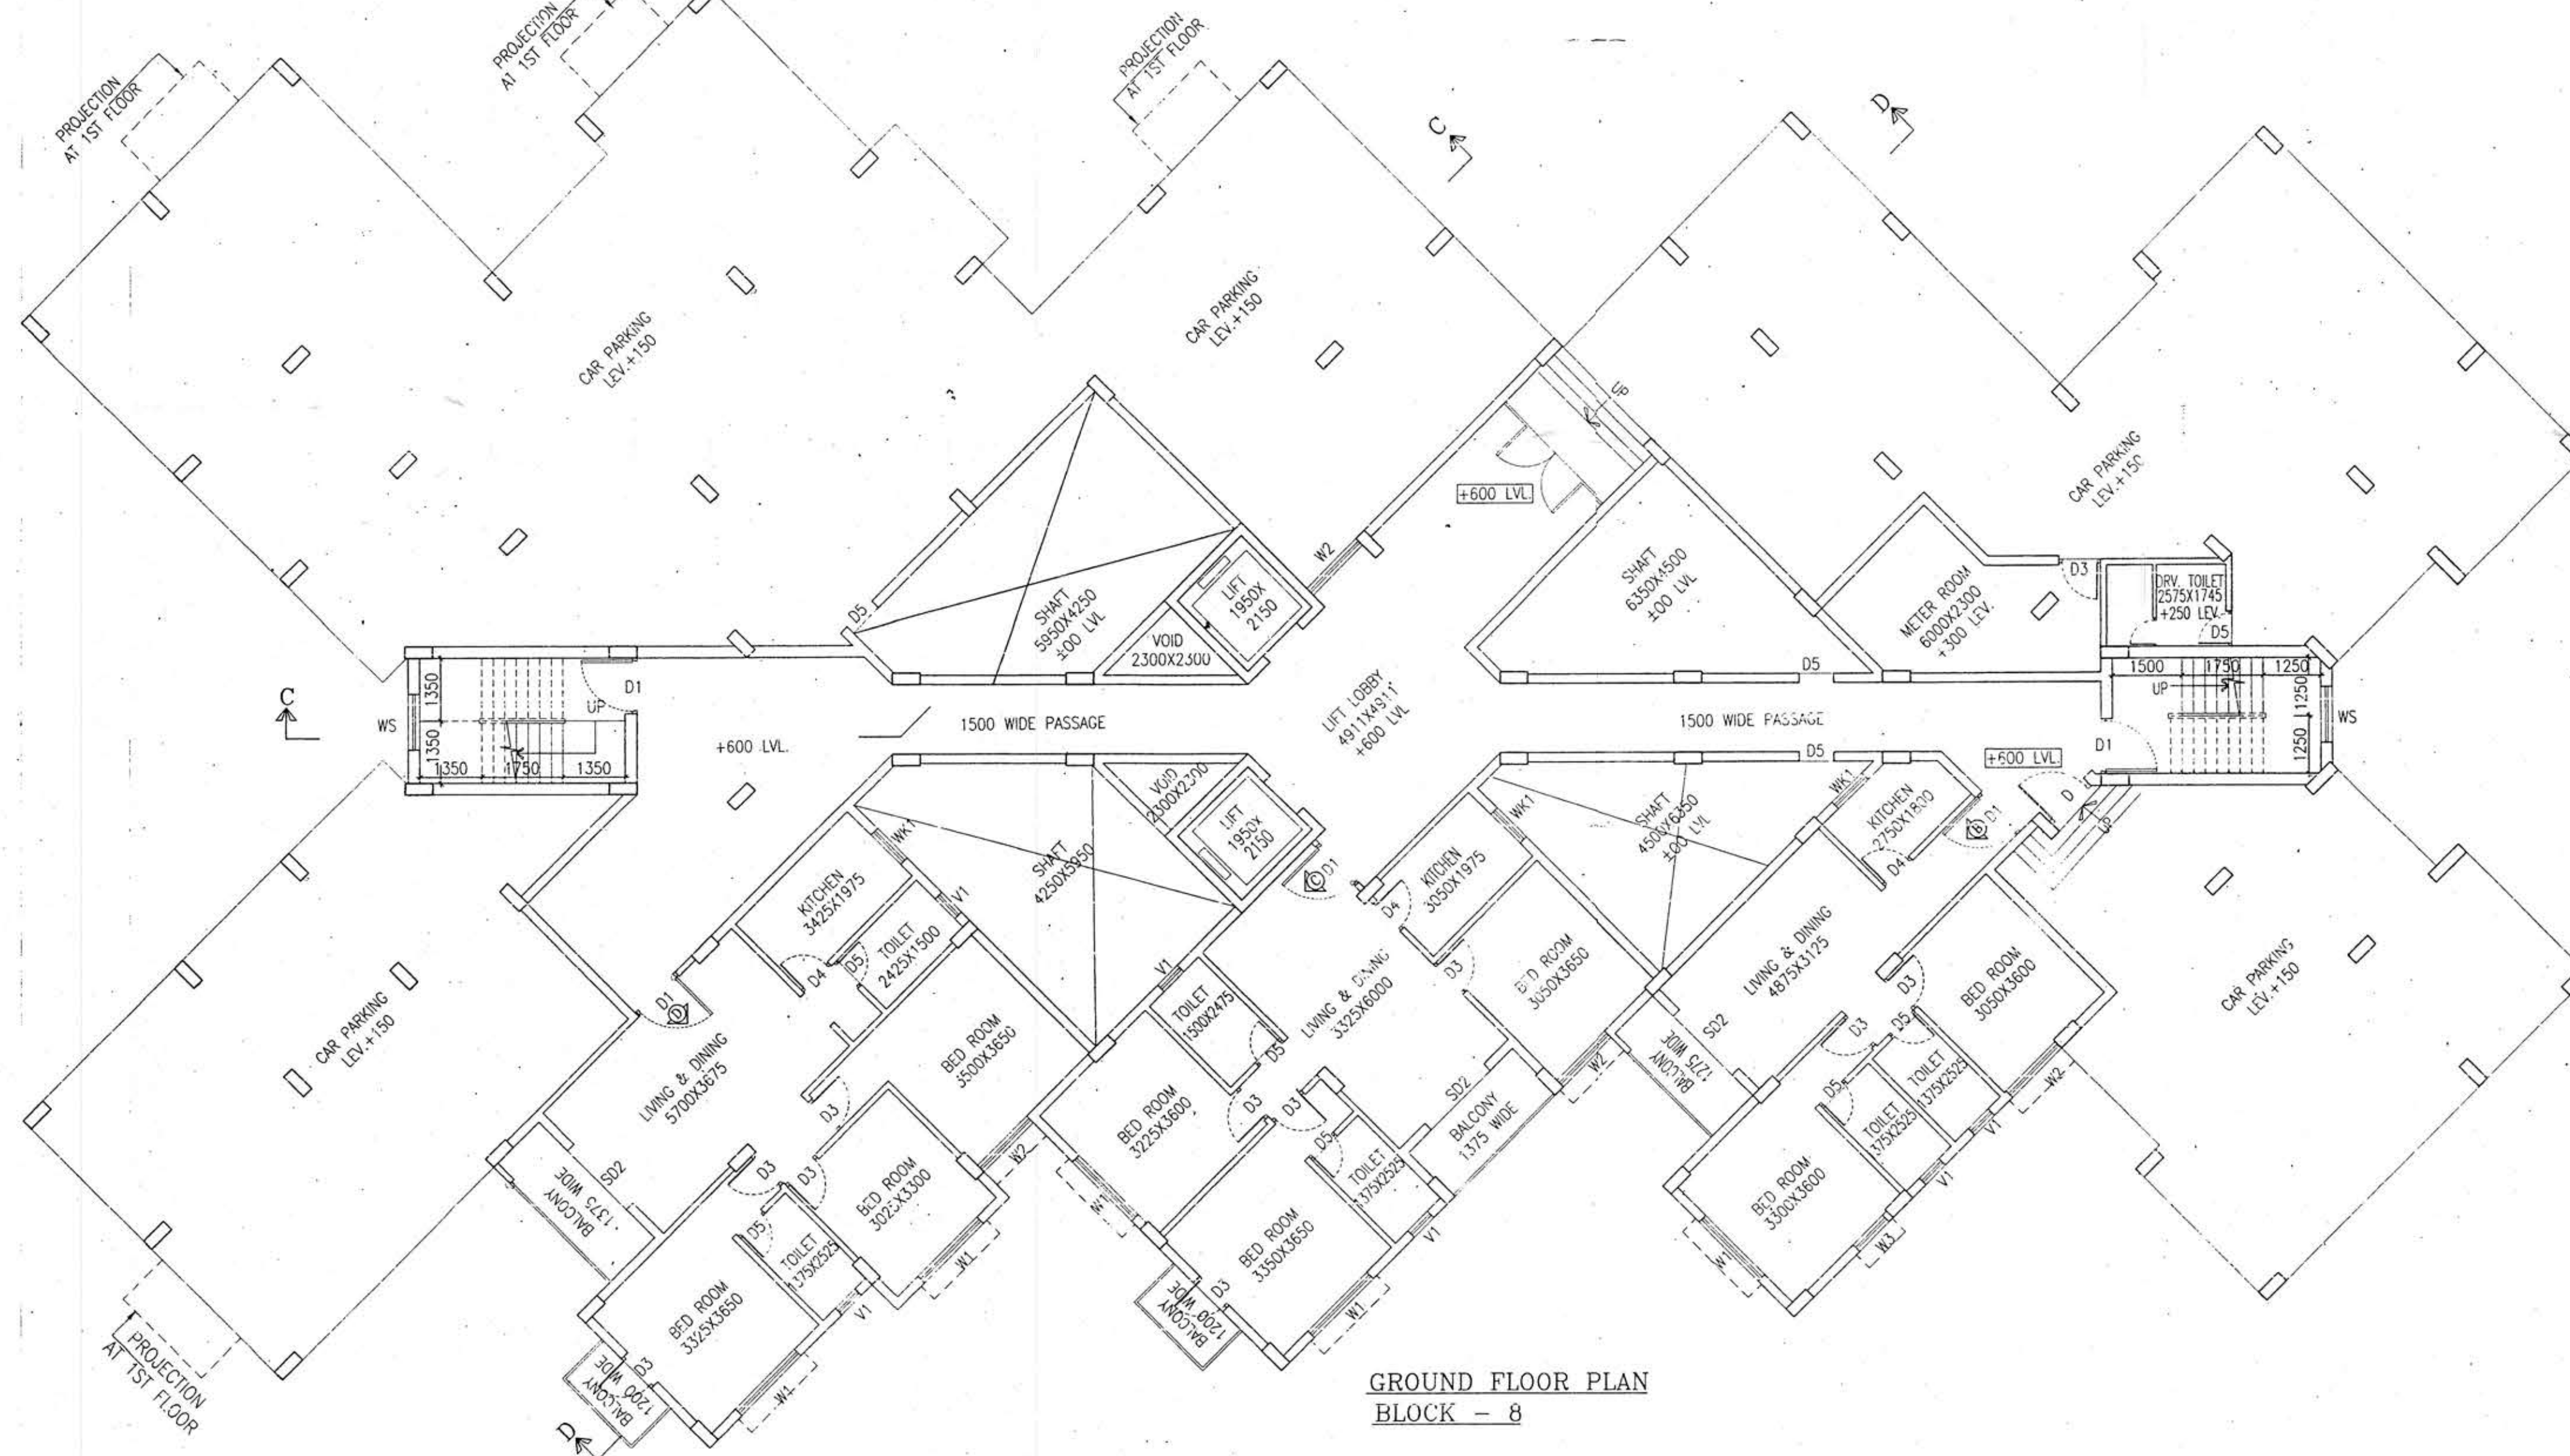 PROJECTION
AT 1ST FLOOR
PROJECTION
AT 1ST FLOOR
PROJECTION
AT 1ST FLOOR
C
D
CAR PARKING
LEV.+150
CAR PARKING
LEV.+150
UP
+600 LVL.
CAR PARKING
LEV.+150
W2
D5
SHAFT
5950X4250
±00 LVL
LIFT
1950X
2150
VOID
2300X2300
SHAFT
6350X4500
±00 LVL
METER ROOM
6000X2300
+300 LEV.
D3
DRV. TOILET
2575X1745
+250 LEV.
D5
C
WS
1350
1350
1350
1750
1350
UP
D1
+600 LVL.
1500 WIDE PASSAGE
LIFT LOBBY
4911X4911
+600 LVL
D5
1500 WIDE PASSAGE
D5
+600 LVL.
D1
1500
1750
1250
UP
1250
1250
WS
VOID
2300X2300
LIFT
1950X
2150
SHAFT
4250X5950
WK1
KITCHEN
3425X1975
V1
TOILET
2425X1500
D4
D5
D1
D
LIVING & DINING
5700X3675
BED ROOM
3500X3650
D3
BED ROOM
3025X3300
D3
D3
W2
W1
SD2
BALCONY
1375 WIDE
D5
TOILET
1375X2525
V1
BED ROOM
3325X3650
W1
D3
BALCONY
1200 WIDE
D
C
D1
D4
KITCHEN
3050X1975
WK1
V1
TOILET
1500X2475
D5
LIVING & DINING
3325X6000
D3
BED ROOM
3050X3650
W2
BED ROOM
3225X3600
W1
D3
D3
D5
TOILET
1375X2525
V1
SD2
BALCONY
1375 WIDE
BED ROOM
3350X3650
W1
D3
BALCONY
1200 WIDE
SHAFT
4500X6350
±00 LVL
WK1
KITCHEN
2750X1800
D4
D1
D
UP
LIVING & DINING
4875X3125
SD2
BALCONY
1275 WIDE
D3
BED ROOM
3050X3600
W2
D3
D5
TOILET
1375X2525
V1
D5
TOILET
1375X2525
V1
BED ROOM
3300X3600
W1
W3
CAR PARKING
LEV.+150
CAR PARKING
LEV.+150
PROJECTION
AT 1ST FLOOR
GROUND FLOOR PLAN
BLOCK - 8